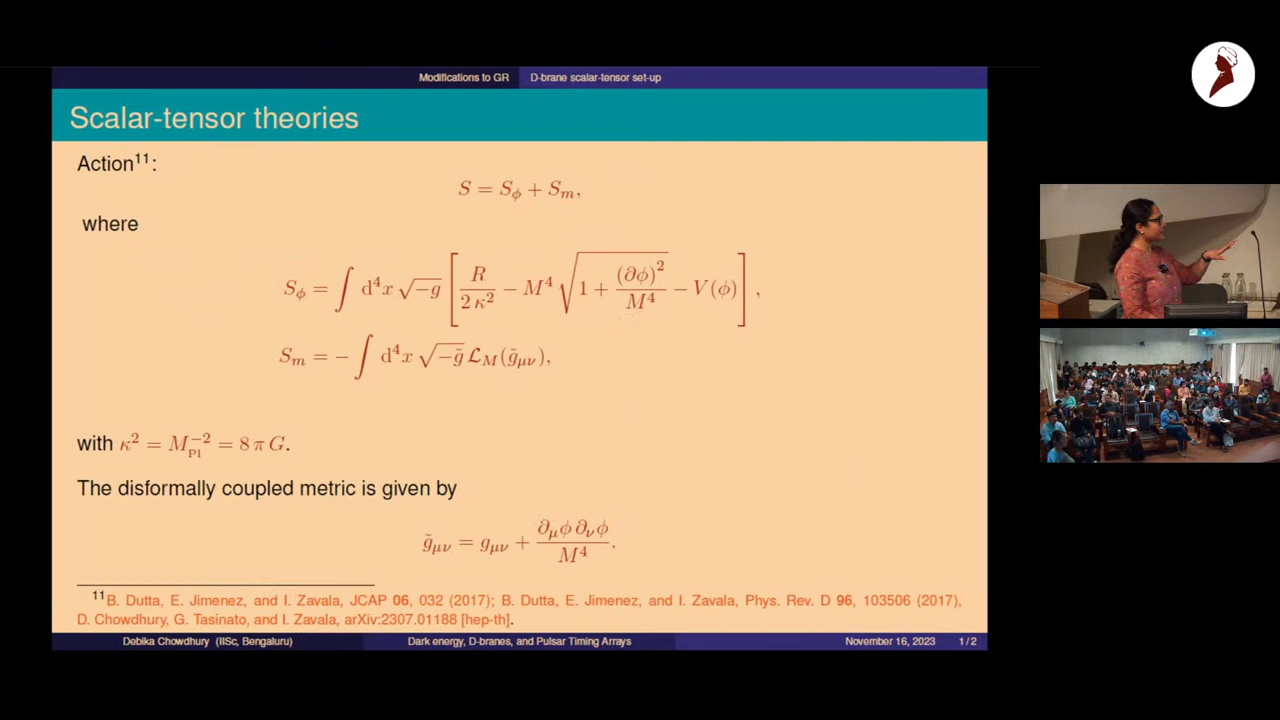 Modifications to GR D-brane scalar-tensor set-up
Scalar-tensor theories
Action¹¹:
S = S_ϕ + S_m,
where
S_ϕ = ∫ d⁴x √−g [ R / 2 κ² − M⁴ √(1 + (∂ϕ)² / M⁴) − V(ϕ) ] ,
S_m = − ∫ d⁴x √−g̃ ℒ_M(g̃_μν),
with κ² = M_Pl⁻² = 8 π G.
The disformally coupled metric is given by
g̃_μν = g_μν + ∂_μϕ ∂_νϕ / M⁴.
¹¹B. Dutta, E. Jimenez, and I. Zavala, JCAP 06, 032 (2017); B. Dutta, E. Jimenez, and I. Zavala, Phys. Rev. D 96, 103506 (2017),
D. Chowdhury, G. Tasinato, and I. Zavala, arXiv:2307.01188 [hep-th].
Debika Chowdhury (IISc, Bengaluru) Dark energy, D-branes, and Pulsar Timing Arrays November 16, 2023 1 / 2